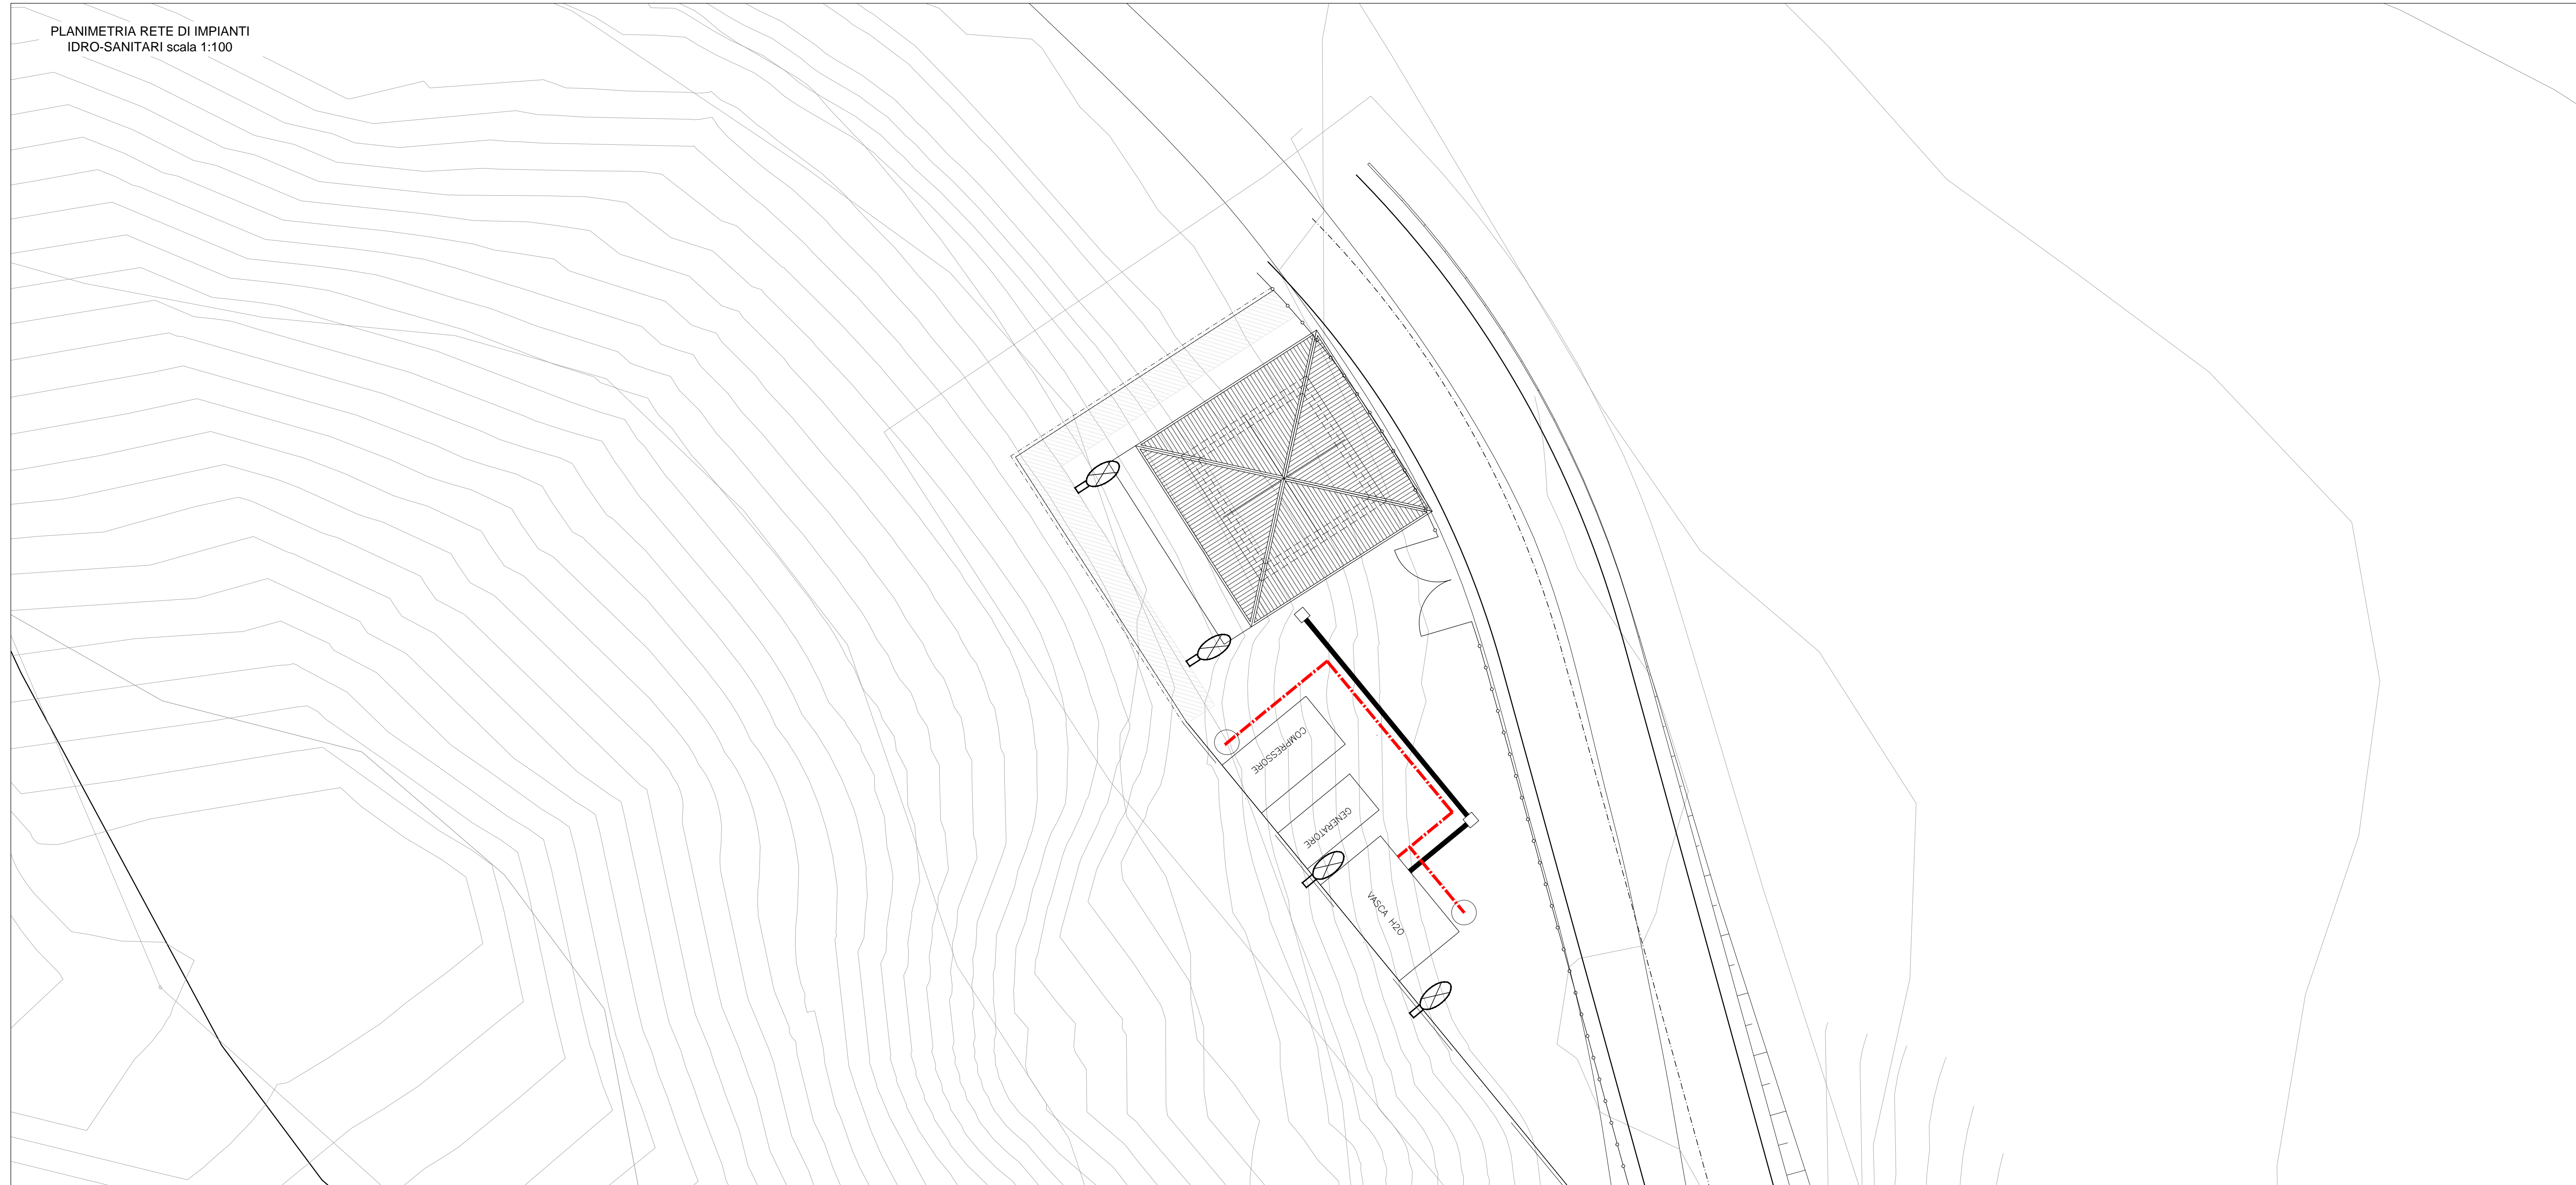 PLANIMETRIA RETE DI IMPIANTI
IDRO-SANITARI scala 1:100
COMPRESSORE
GENERATORE
VASCA H2O